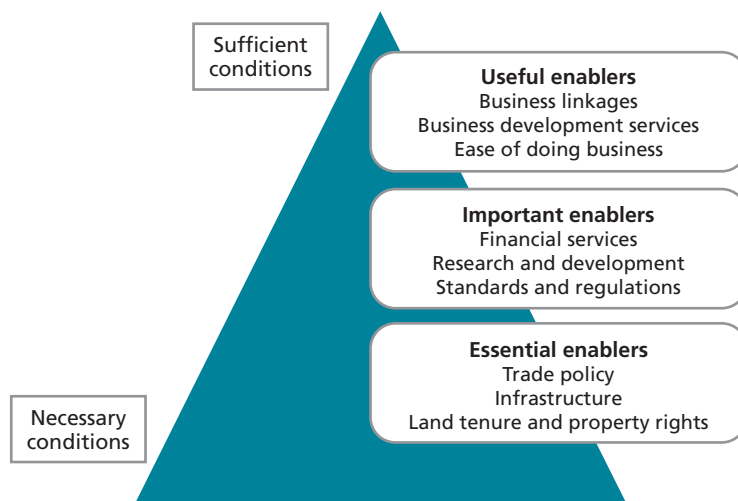 Sufficient
conditions
Useful enablers
Business linkages
Business development services
Ease of doing business
Important enablers
Financial services
Research and development
Standards and regulations
Essential enablers
Trade policy
Infrastructure
Land tenure and property rights
Necessary
conditions